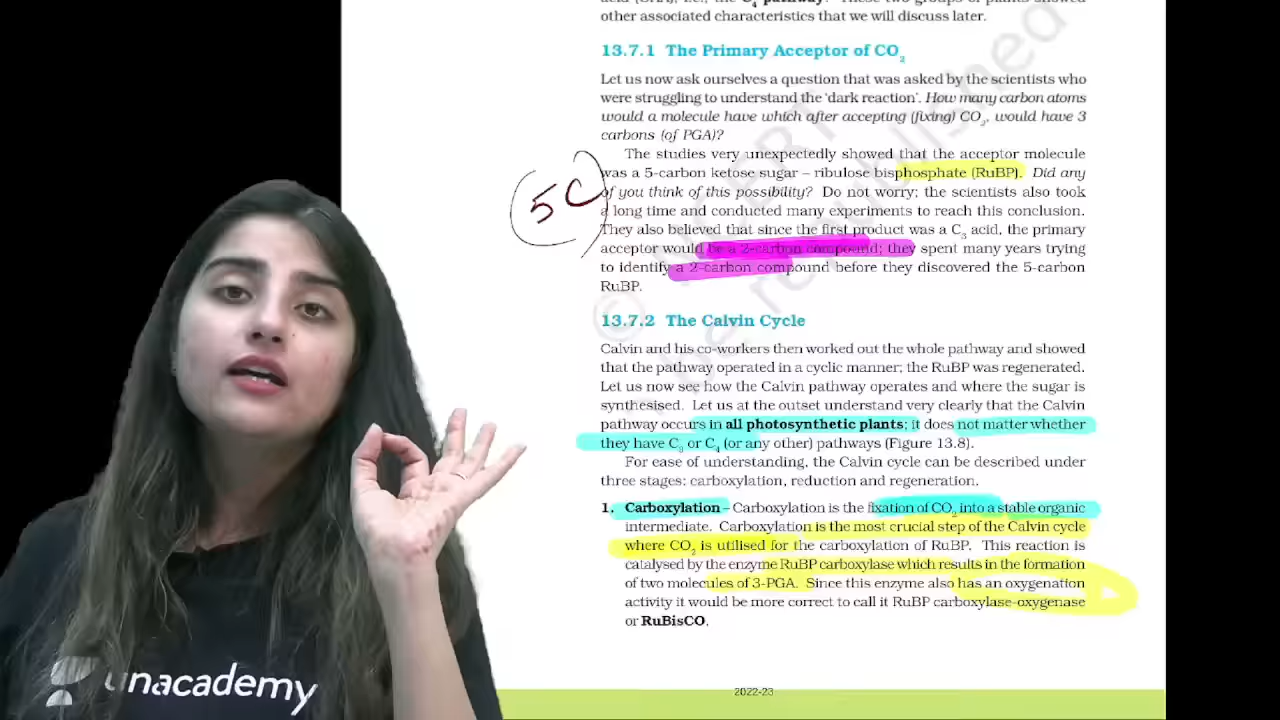 acid (OAA), i.e., the C₄ pathway. These two groups of plants showed
other associated characteristics that we will discuss later.
13.7.1 The Primary Acceptor of CO₂
Let us now ask ourselves a question that was asked by the scientists who
were struggling to understand the ‘dark reaction’. How many carbon atoms
would a molecule have which after accepting (fixing) CO₂, would have 3
carbons (of PGA)?
The studies very unexpectedly showed that the acceptor molecule
was a 5-carbon ketose sugar – ribulose bisphosphate (RuBP). Did any
of you think of this possibility? Do not worry; the scientists also took
a long time and conducted many experiments to reach this conclusion.
They also believed that since the first product was a C₃ acid, the primary
acceptor would be a 2-carbon compound; they spent many years trying
to identify a 2-carbon compound before they discovered the 5-carbon
RuBP.
5C
13.7.2 The Calvin Cycle
Calvin and his co-workers then worked out the whole pathway and showed
that the pathway operated in a cyclic manner; the RuBP was regenerated.
Let us now see how the Calvin pathway operates and where the sugar is
synthesised. Let us at the outset understand very clearly that the Calvin
pathway occurs in all photosynthetic plants; it does not matter whether
they have C₃ or C₄ (or any other) pathways (Figure 13.8).
For ease of understanding, the Calvin cycle can be described under
three stages: carboxylation, reduction and regeneration.
1. Carboxylation – Carboxylation is the fixation of CO₂ into a stable organic
intermediate. Carboxylation is the most crucial step of the Calvin cycle
where CO₂ is utilised for the carboxylation of RuBP. This reaction is
catalysed by the enzyme RuBP carboxylase which results in the formation
of two molecules of 3-PGA. Since this enzyme also has an oxygenation
activity it would be more correct to call it RuBP carboxylase-oxygenase
or RuBisCO.
2022-23
unacademy